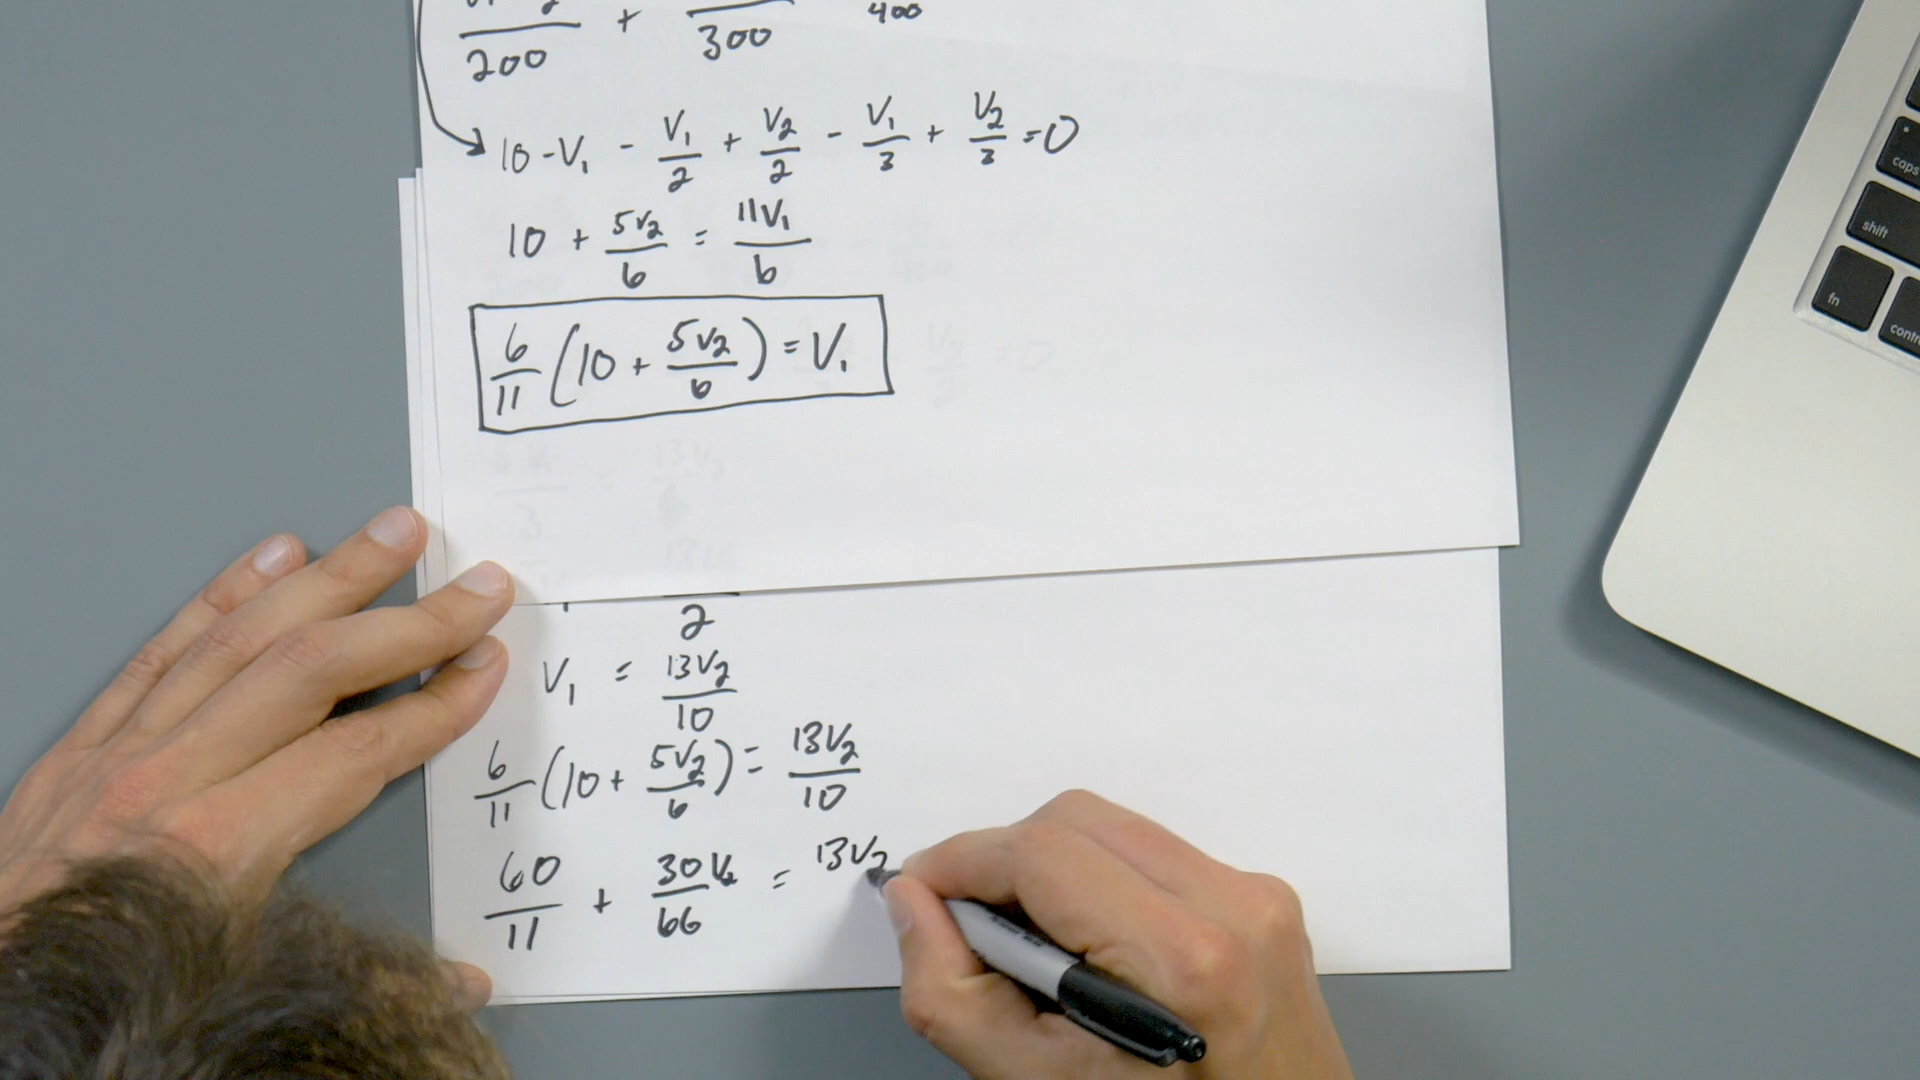 200 + 300 400
10 - V₁ - V₁/2 + V₂/2 - V₁/3 + V₂/3 = 0
10 + 5V₂/6 = 11V₁/6
6/11 (10 + 5V₂/6) = V₁
2
V₁ = 13V₂/10
6/11 (10 + 5V₂/6) = 13V₂/10
60/11 + 30V₂/66 = 13V₂
caps
shift
fn